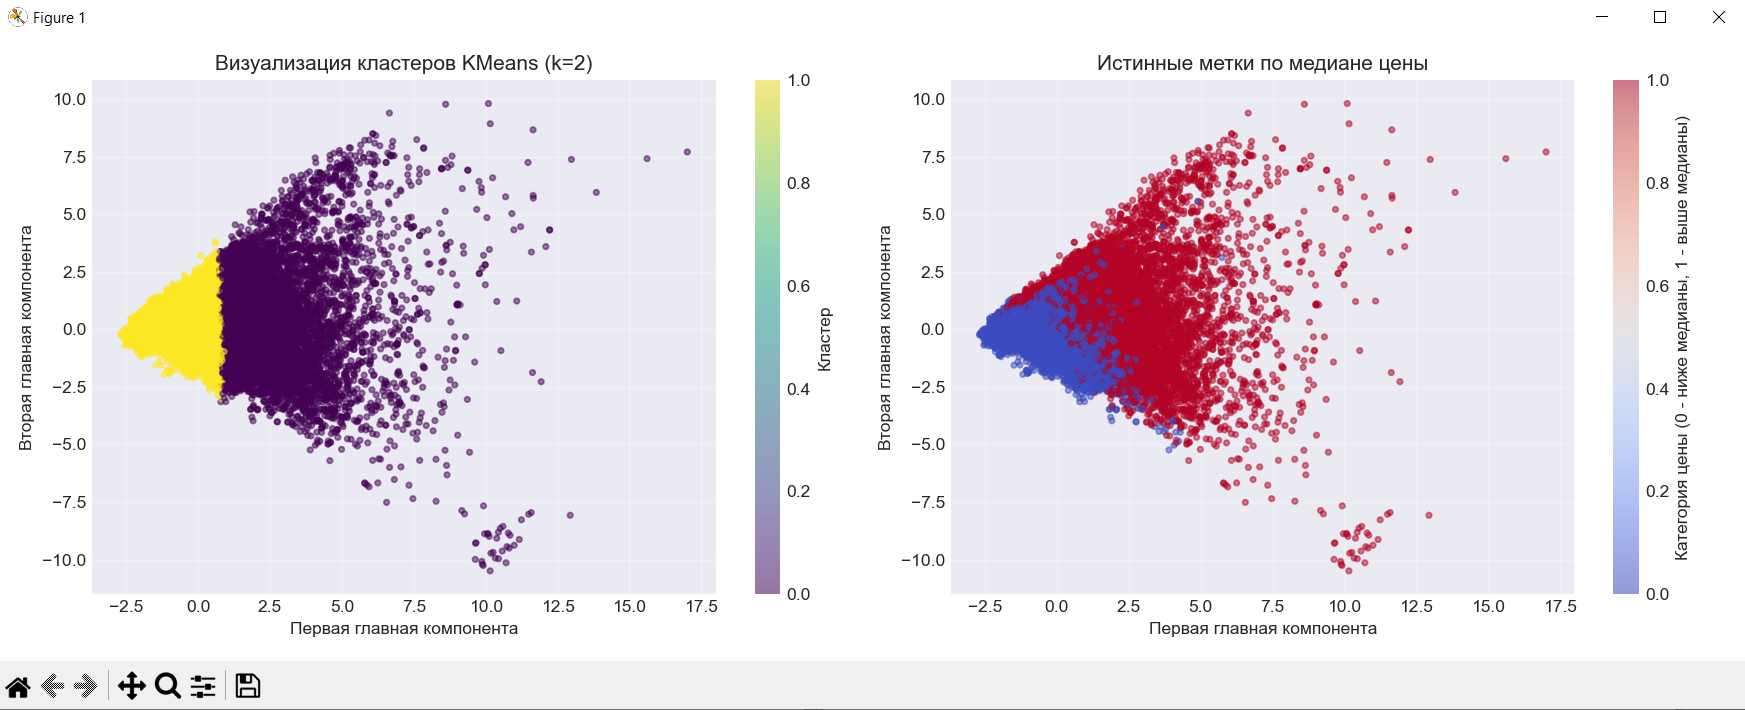 Figure 1
Визуализация кластеров KMeans (k=2)
10.0
7.5
5.0
2.5
0.0
−2.5
−5.0
−7.5
−10.0
Вторая главная компонента
−2.5 0.0 2.5 5.0 7.5 10.0 12.5 15.0 17.5
Первая главная компонента
1.0
0.8
0.6
0.4
0.2
0.0
Кластер
Истинные метки по медиане цены
10.0
7.5
5.0
2.5
0.0
−2.5
−5.0
−7.5
−10.0
Вторая главная компонента
−2.5 0.0 2.5 5.0 7.5 10.0 12.5 15.0 17.5
Первая главная компонента
1.0
0.8
0.6
0.4
0.2
0.0
Категория цены (0 - ниже медианы, 1 - выше медианы)